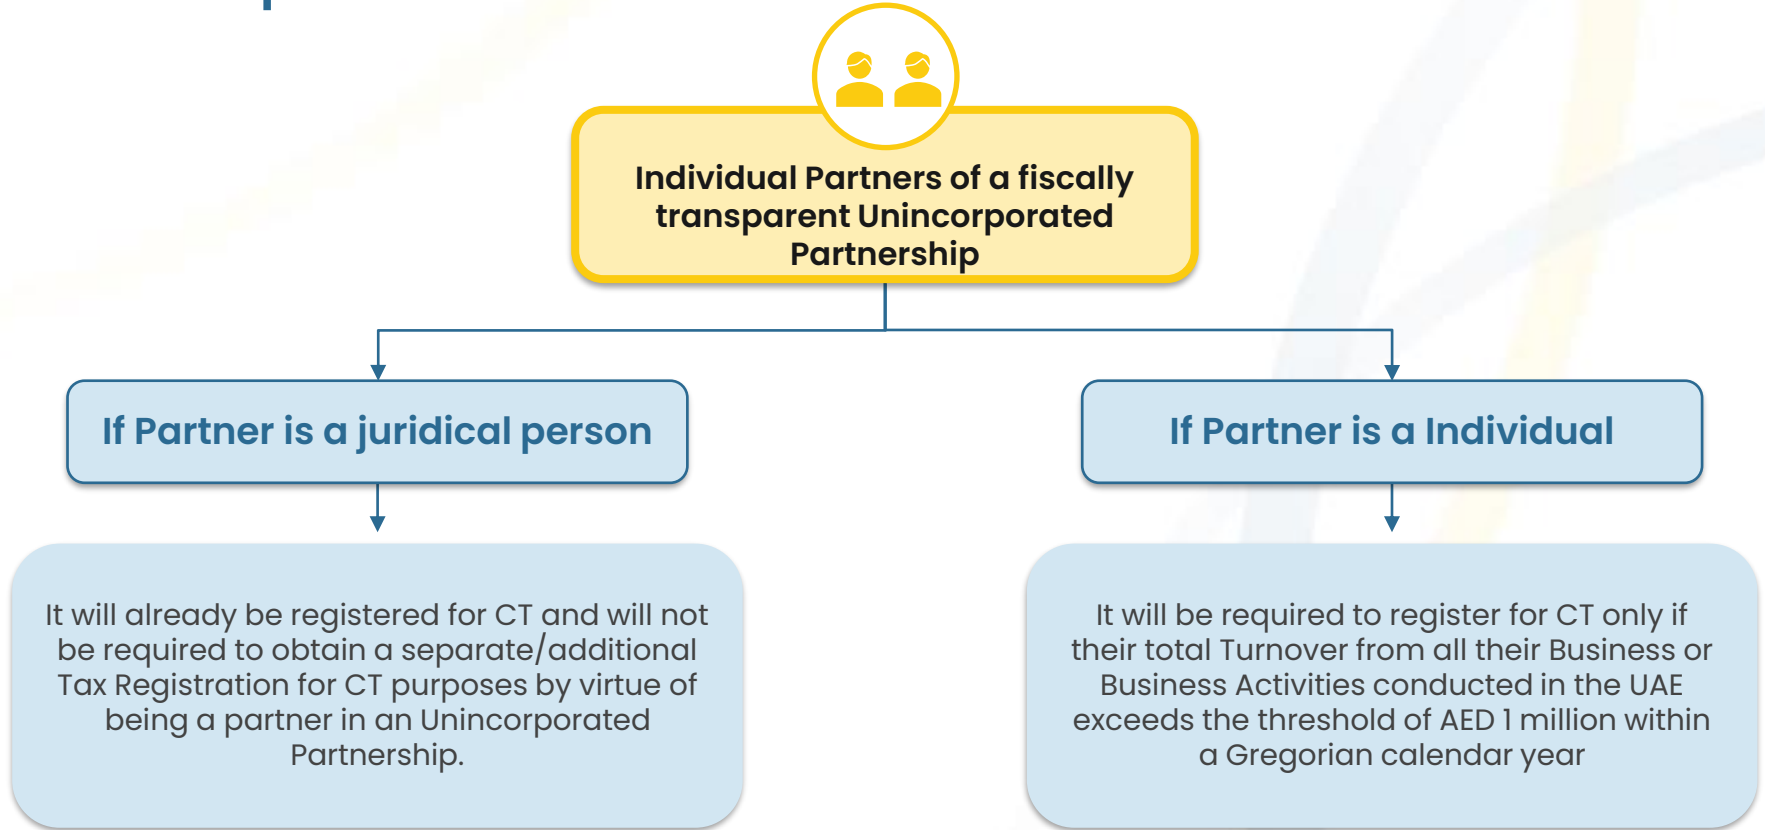 Individual Partners of a fiscally
transparent Unincorporated
Partnership
If Partner is a juridical person
If Partner is a Individual
It will already be registered for CT and will not
be required to obtain a separate/additional
Tax Registration for CT purposes by virtue of
being a partner in an Unincorporated
Partnership.
It will be required to register for CT only if
their total Turnover from all their Business or
Business Activities conducted in the UAE
exceeds the threshold of AED 1 million within
a Gregorian calendar year